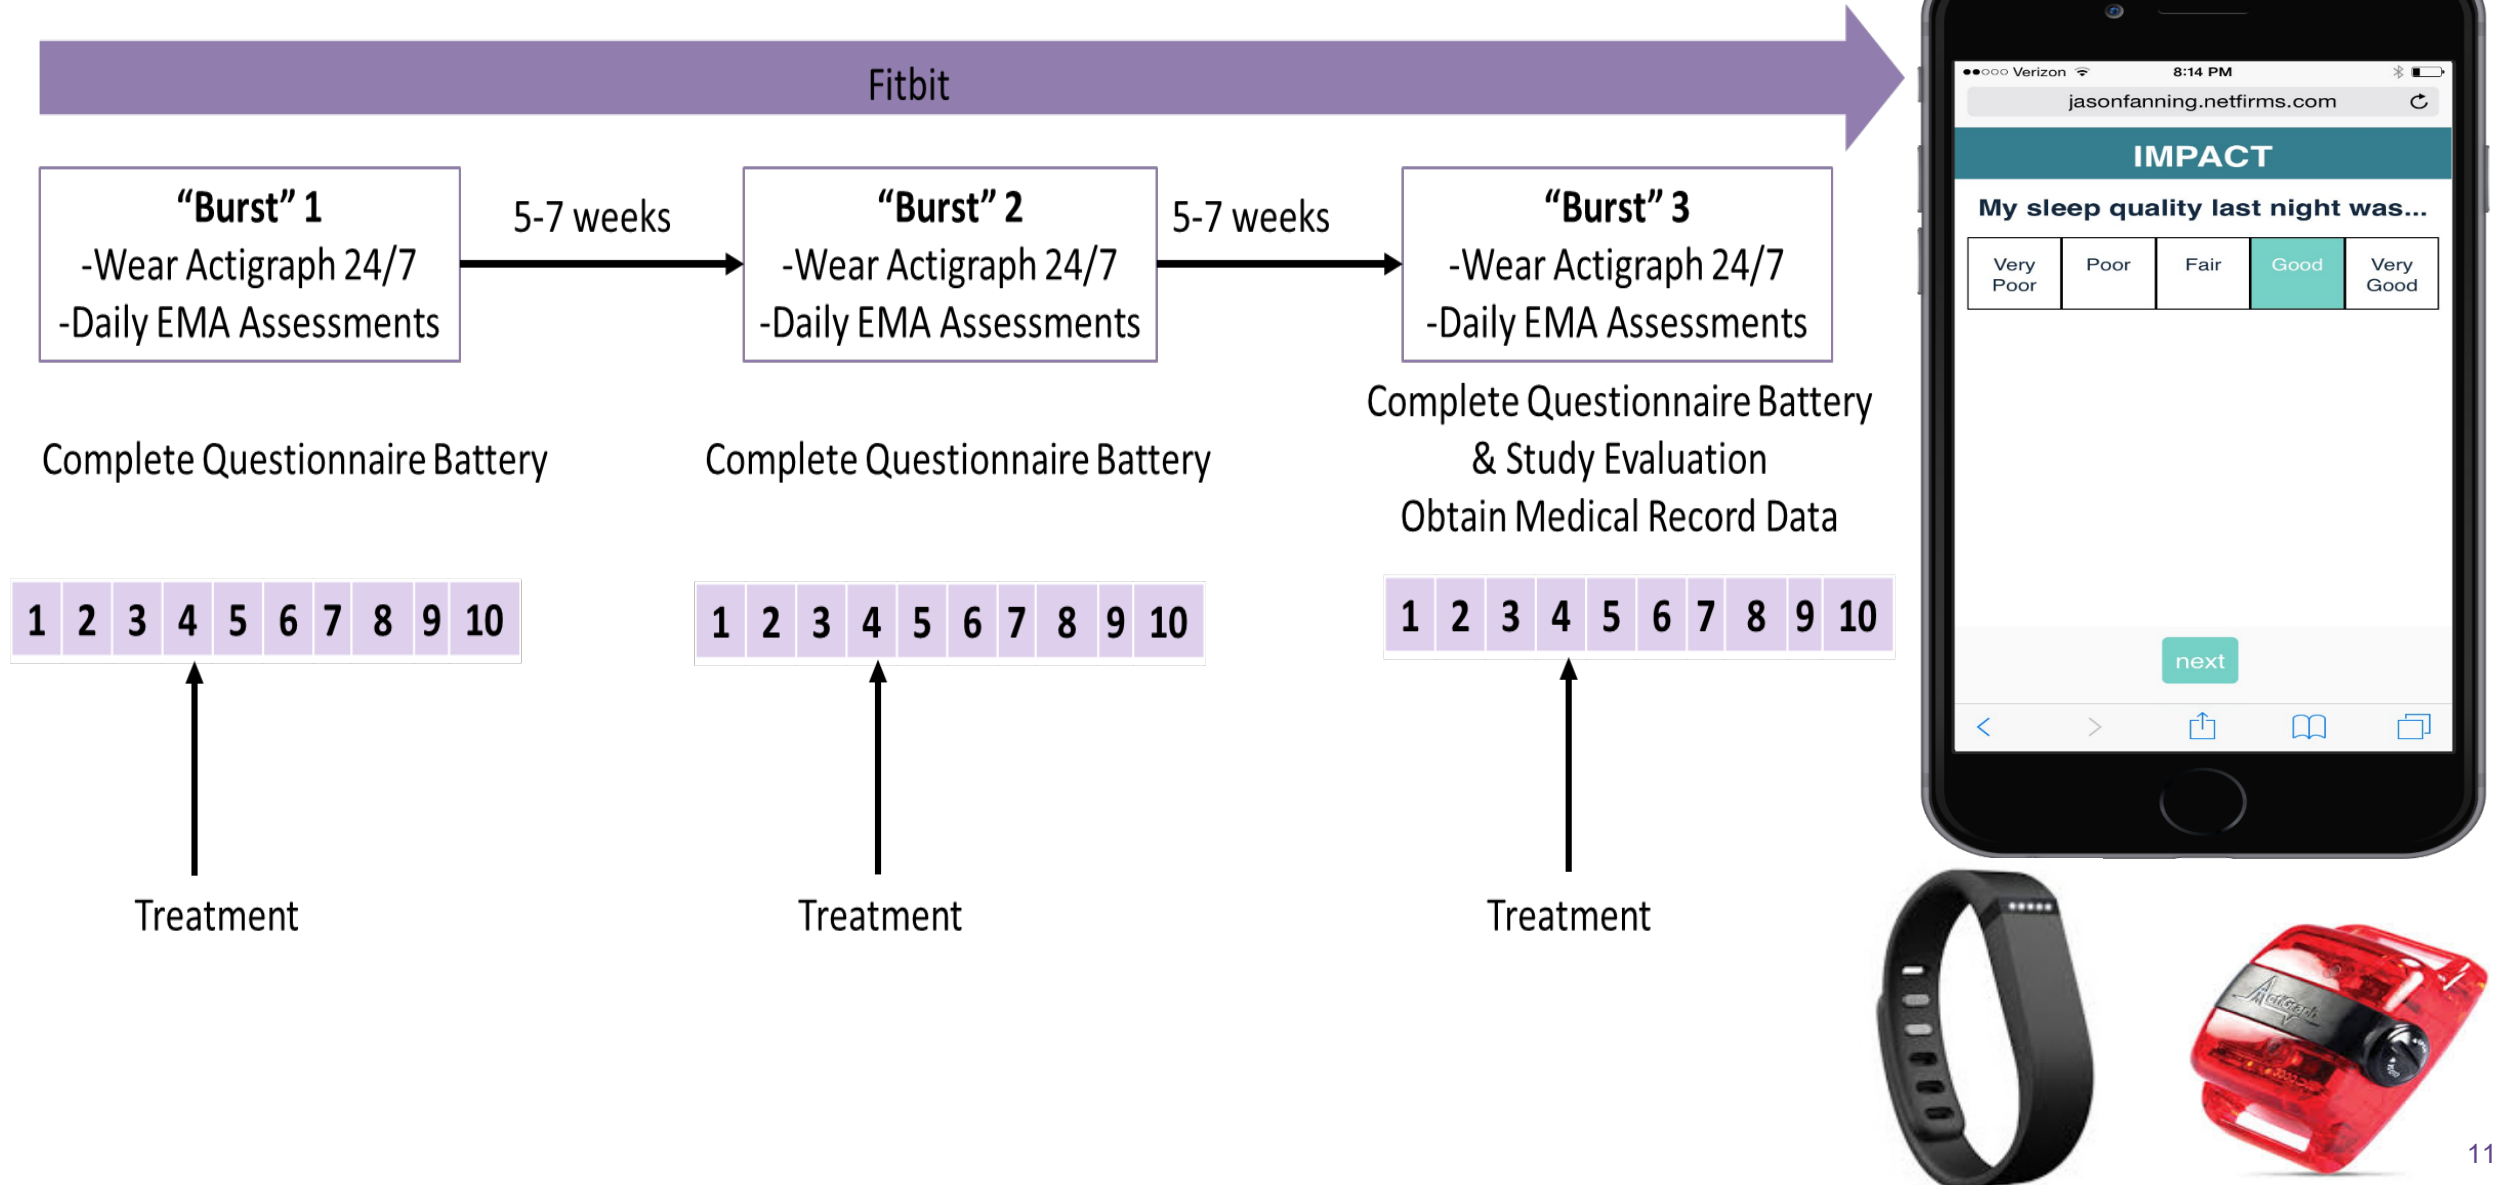 Fitbit
“Burst” 1
-Wear Actigraph 24/7
-Daily EMA Assessments
5-7 weeks
“Burst” 2
-Wear Actigraph 24/7
-Daily EMA Assessments
5-7 weeks
“Burst” 3
-Wear Actigraph 24/7
-Daily EMA Assessments
Complete Questionnaire Battery
Complete Questionnaire Battery
Complete Questionnaire Battery
& Study Evaluation
Obtain Medical Record Data
1 2 3 4 5 6 7 8 9 10
1 2 3 4 5 6 7 8 9 10
1 2 3 4 5 6 7 8 9 10
Treatment
Treatment
Treatment
Verizon 8:14 PM
jasonfanning.netfirms.com
IMPACT
My sleep quality last night was...
Very Poor
Poor
Fair
Good
Very Good
next
ActiGraph
11